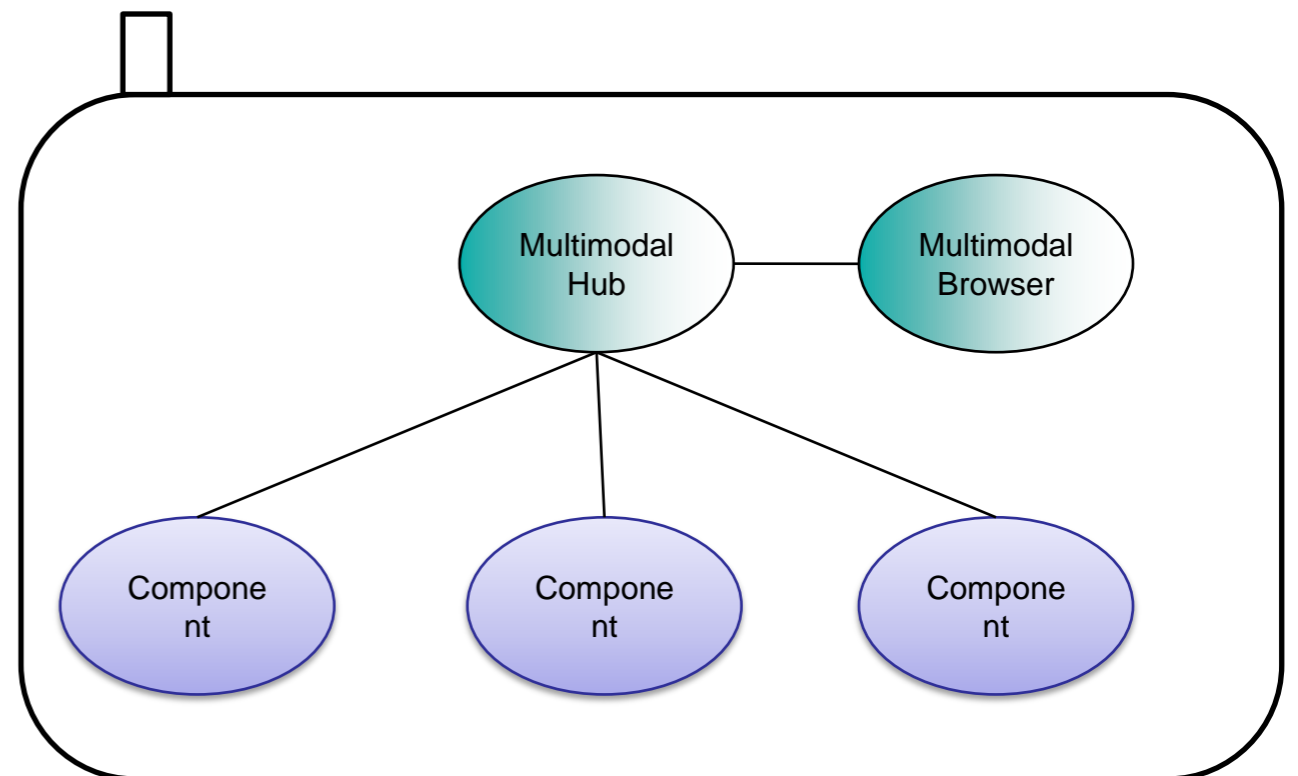 Multimodal
Hub
Multimodal
Browser
Compone
nt
Compone
nt
Compone
nt